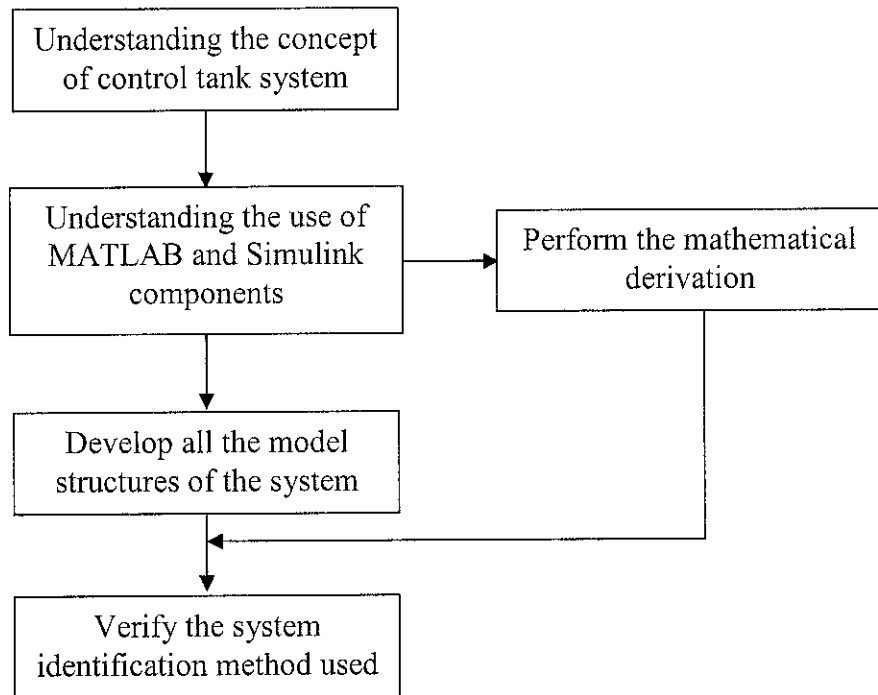 Understanding the concept
of control tank system
Understanding the use of
MATLAB and Simulink
components
Perform the mathematical
derivation
Develop all the model
structures of the system
Verify the system
identification method used